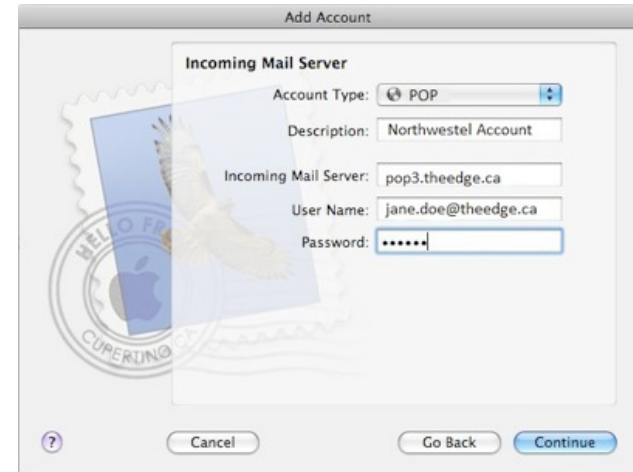 Add Account
Incoming Mail Server
Account Type: POP
Description: Northwestel Account
Incoming Mail Server: pop3.theedge.ca
User Name: jane.doe@theedge.ca
Password: ••••••
HELLO FR
CUPERTINO CA
? Cancel Go Back Continue